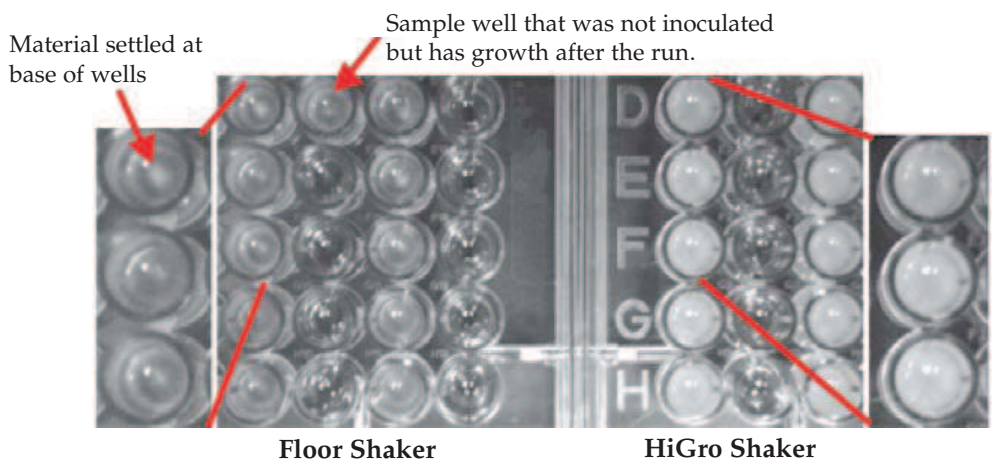 Material settled at
base of wells
Sample well that was not inoculated
but has growth after the run.
D
E
F
G
H
Floor Shaker
HiGro Shaker